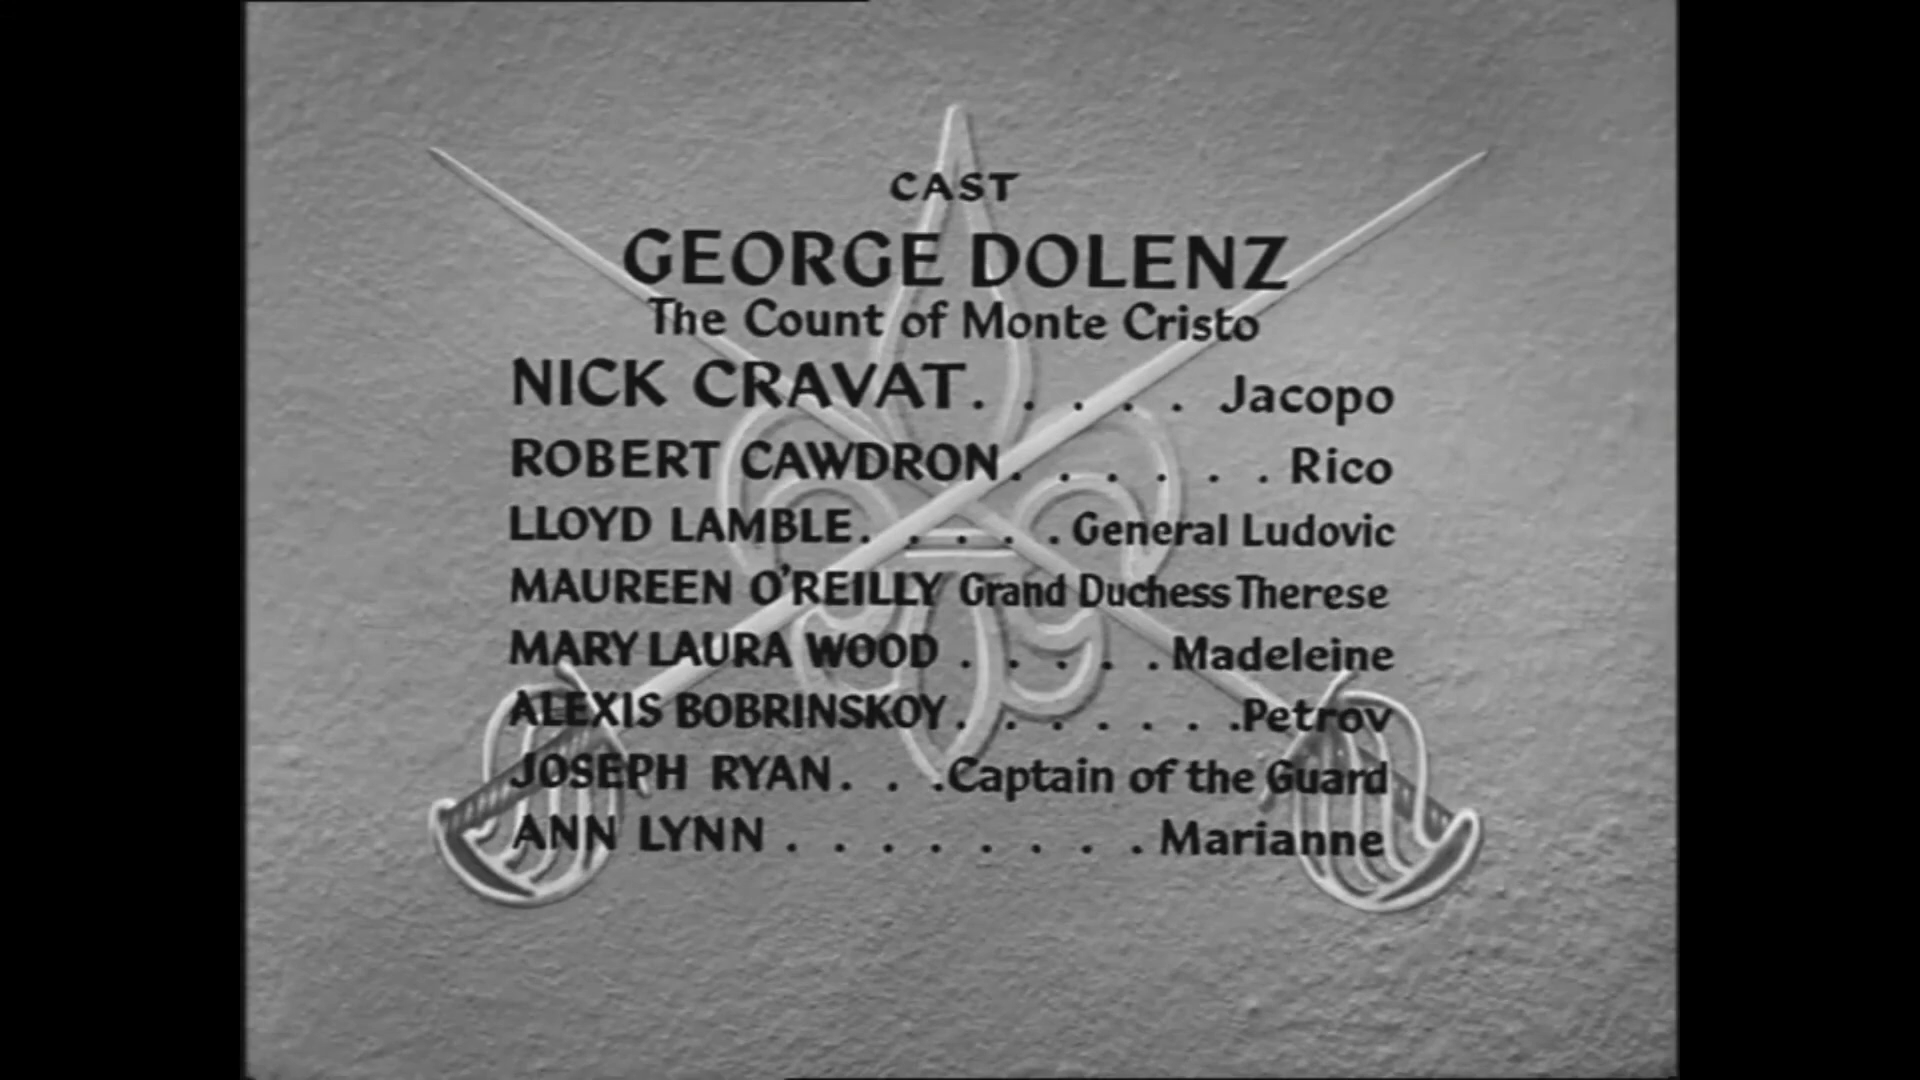 CAST
GEORGE DOLENZ
The Count of Monte Cristo
NICK CRAVAT. . . . . Jacopo
ROBERT CAWDRON. . . . . . Rico
LLOYD LAMBLE. . . . . General Ludovic
MAUREEN O'REILLY Grand Duchess Therese
MARY LAURA WOOD . . . . . Madeleine
ALEXIS BOBRINSKOY. . . . . . . Petrov
JOSEPH RYAN. . . Captain of the Guard
ANN LYNN . . . . . . . . Marianne